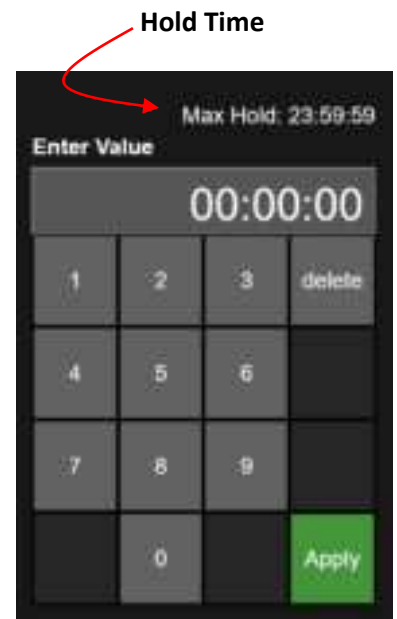 Hold Time
Max Hold: 23:59:59
Enter Value
00:00:00
1 2 3 delete
4 5 6
7 8 9
0 Apply